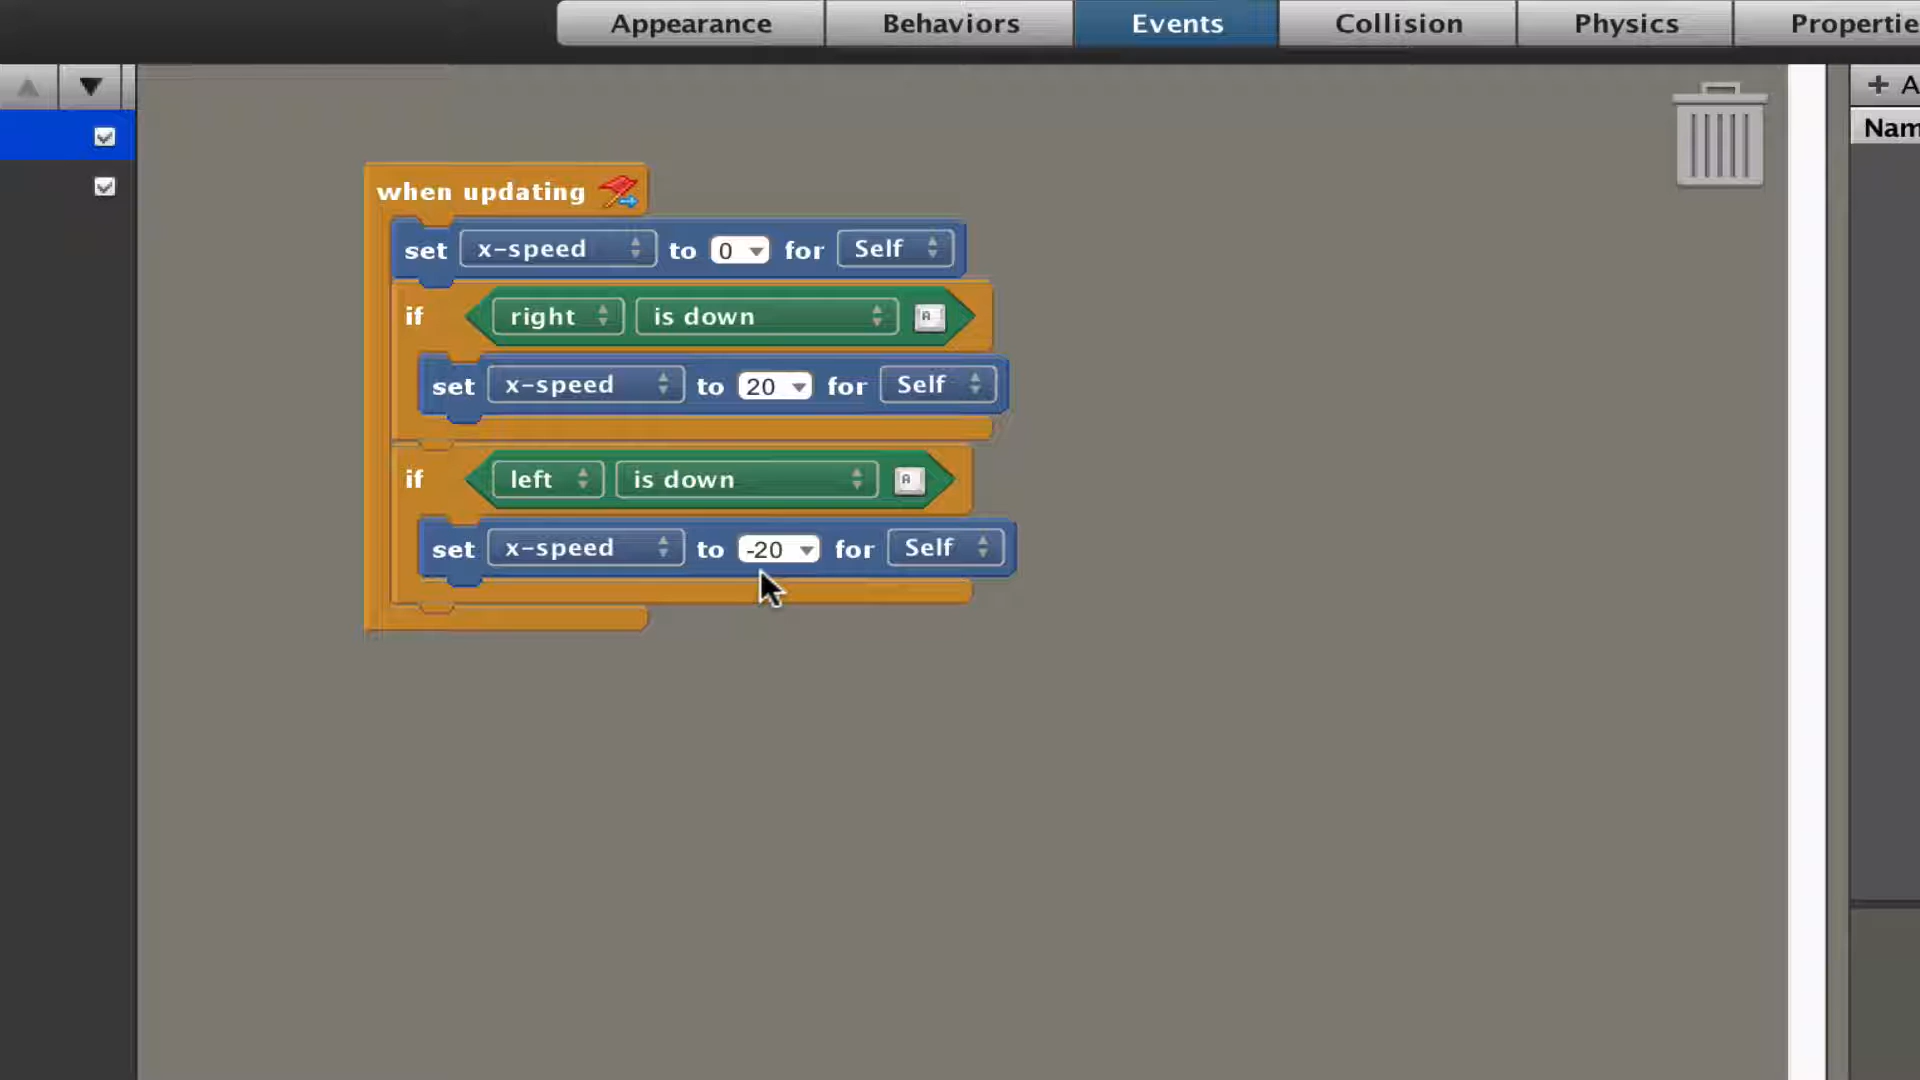 Appearance Behaviors Events Collision Physics Propertie
+ A
Nam
when updating
set x-speed to 0 for Self
if right is down A
set x-speed to 20 for Self
if left is down A
set x-speed to -20 for Self